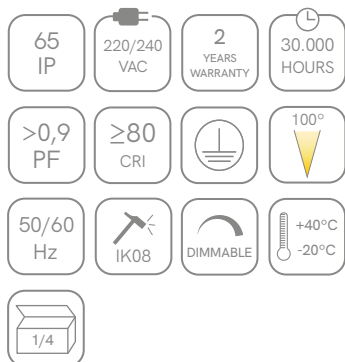 65
IP
220/240
VAC
2
YEARS
WARRANTY
30.000
HOURS
>0,9
PF
≥80
CRI
100°
50/60
Hz
IK08
DIMMABLE
+40°C
-20°C
1/4